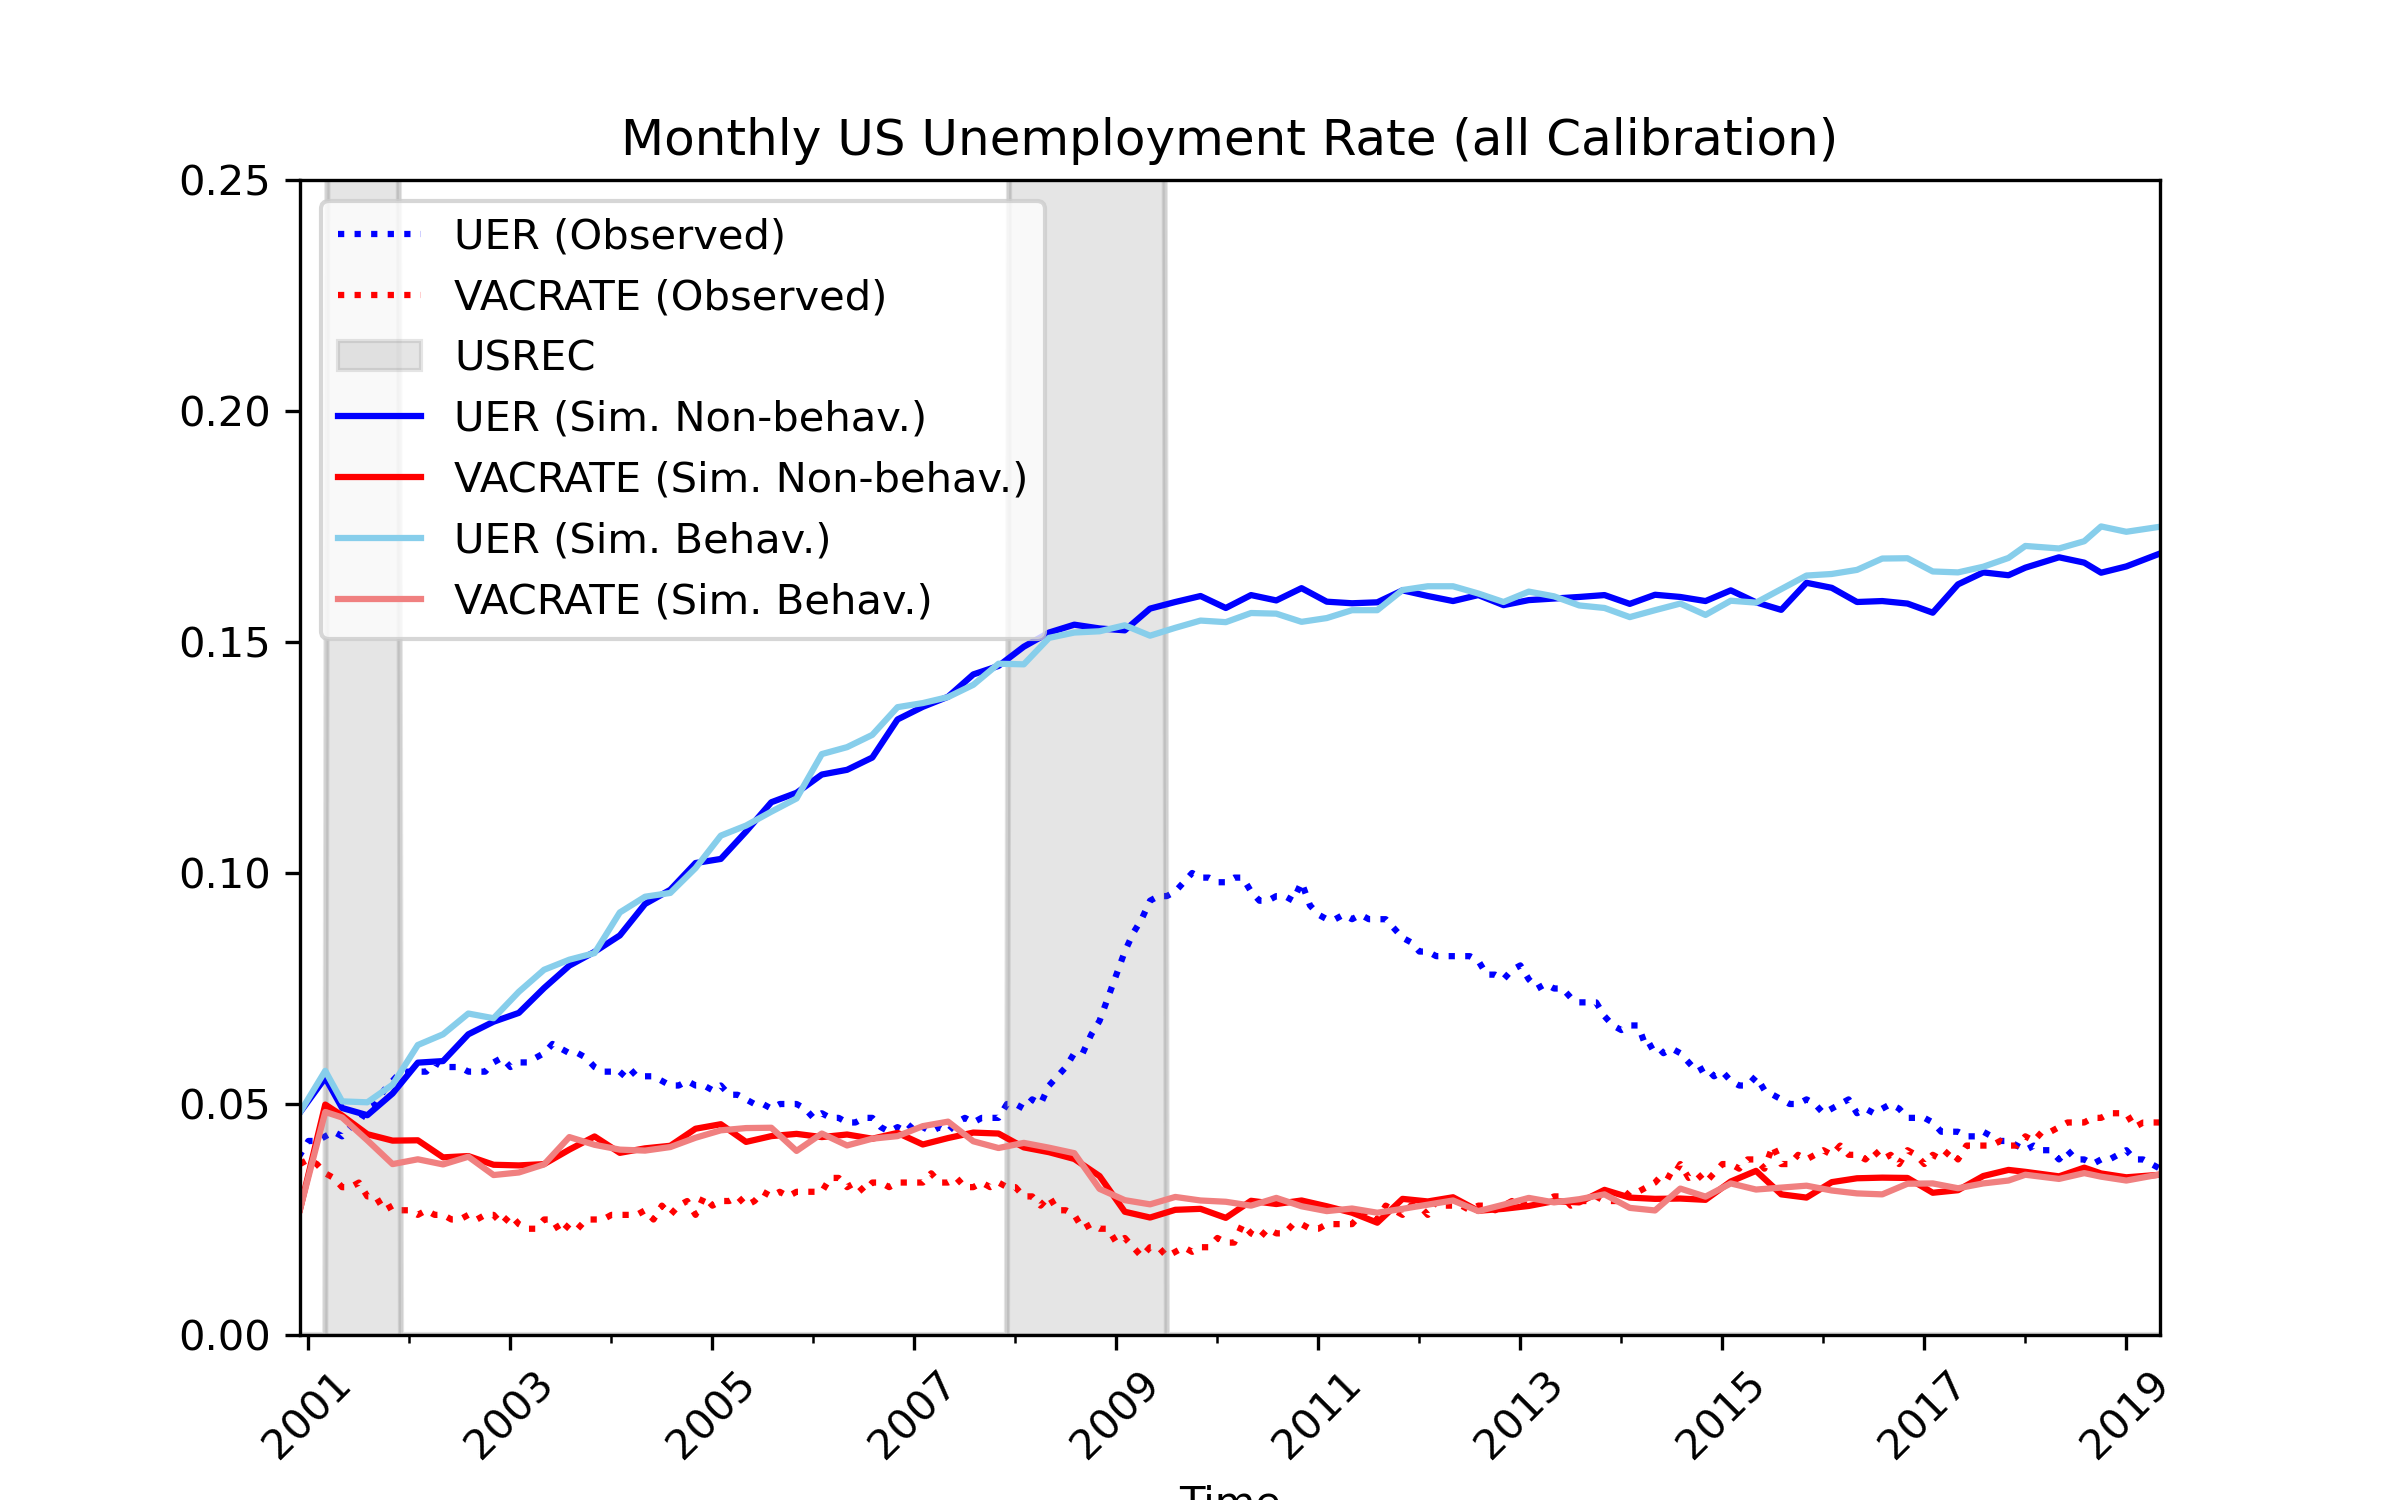 Monthly US Unemployment Rate (all Calibration)
0.25
0.20
0.15
0.10
0.05
0.00
UER (Observed)
VACRATE (Observed)
USREC
UER (Sim. Non-behav.)
VACRATE (Sim. Non-behav.)
UER (Sim. Behav.)
VACRATE (Sim. Behav.)
2001 2003 2005 2007 2009 2011 2013 2015 2017 2019
Time